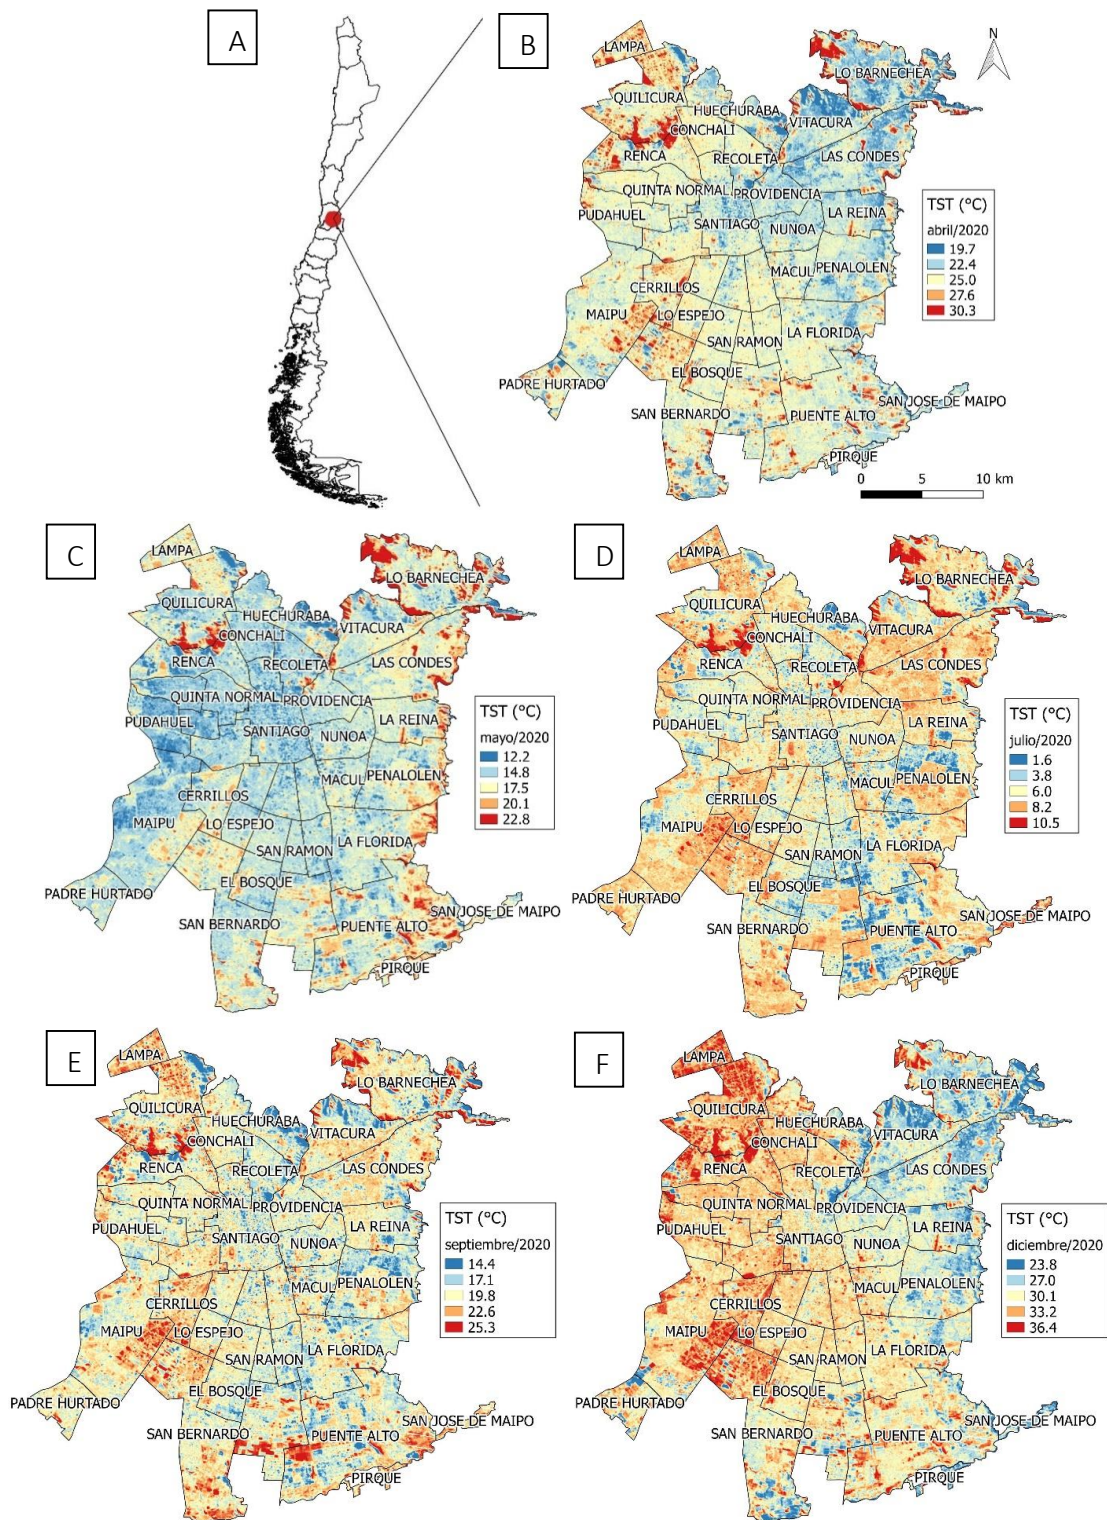 A
B
N
LAMPA
LO BARNECHEA
QUILICURA
HUECHURABA
VITACURA
CONCHALI
RENCA
RECOLETA
LAS CONDES
QUINTA NORMAL
PROVIDENCIA
PUDAHUEL
SANTIAGO
NUNOA
LA REINA
MACUL
PENALOLEN
CERRILLOS
MAIPU
LO ESPEJO
LA FLORIDA
SAN RAMON
EL BOSQUE
PADRE HURTADO
SAN BERNARDO
PUENTE ALTO
SAN JOSE DE MAIPO
PIRQUE
TST (°C)
abril/2020
19.7
22.4
25.0
27.6
30.3
0 5 10 km
C
LAMPA
LO BARNECHEA
QUILICURA
HUECHURABA
VITACURA
CONCHALI
RENCA
RECOLETA
LAS CONDES
QUINTA NORMAL
PROVIDENCIA
PUDAHUEL
SANTIAGO
NUNOA
LA REINA
MACUL
PENALOLEN
CERRILLOS
MAIPU
LO ESPEJO
LA FLORIDA
SAN RAMON
EL BOSQUE
PADRE HURTADO
SAN BERNARDO
PUENTE ALTO
SAN JOSE DE MAIPO
PIRQUE
TST (°C)
mayo/2020
12.2
14.8
17.5
20.1
22.8
D
LAMPA
LO BARNECHEA
QUILICURA
HUECHURABA
VITACURA
CONCHALI
RENCA
RECOLETA
LAS CONDES
QUINTA NORMAL
PROVIDENCIA
PUDAHUEL
SANTIAGO
NUNOA
LA REINA
MACUL
PENALOLEN
CERRILLOS
MAIPU
LO ESPEJO
LA FLORIDA
SAN RAMON
EL BOSQUE
PADRE HURTADO
SAN BERNARDO
PUENTE ALTO
SAN JOSE DE MAIPO
PIRQUE
TST (°C)
julio/2020
1.6
3.8
6.0
8.2
10.5
E
LAMPA
LO BARNECHEA
QUILICURA
HUECHURABA
VITACURA
CONCHALI
RENCA
RECOLETA
LAS CONDES
QUINTA NORMAL
PROVIDENCIA
PUDAHUEL
SANTIAGO
NUNOA
LA REINA
MACUL
PENALOLEN
CERRILLOS
MAIPU
LO ESPEJO
LA FLORIDA
SAN RAMON
EL BOSQUE
PADRE HURTADO
SAN BERNARDO
PUENTE ALTO
SAN JOSE DE MAIPO
PIRQUE
TST (°C)
septiembre/2020
14.4
17.1
19.8
22.6
25.3
F
LAMPA
LO BARNECHEA
QUILICURA
HUECHURABA
VITACURA
CONCHALI
RENCA
RECOLETA
LAS CONDES
QUINTA NORMAL
PROVIDENCIA
PUDAHUEL
SANTIAGO
NUNOA
LA REINA
MACUL
PENALOLEN
CERRILLOS
MAIPU
LO ESPEJO
LA FLORIDA
SAN RAMON
EL BOSQUE
PADRE HURTADO
SAN BERNARDO
PUENTE ALTO
SAN JOSE DE MAIPO
PIRQUE
TST (°C)
diciembre/2020
23.8
27.0
30.1
33.2
36.4